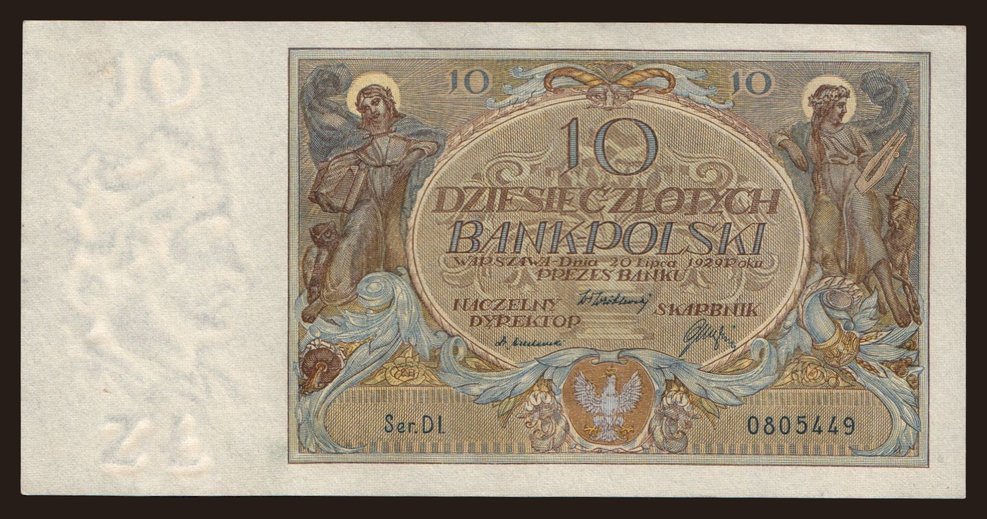 10 10
10
DZIESIĘĆ ZŁOTYCH
BANK POLSKI
WARSZAWA-Dnia 20 Lipca 1929 Roku
PREZES BANKU
NACZELNY SKARBNIK
DYREKTOR
Ser. DI. 0805449